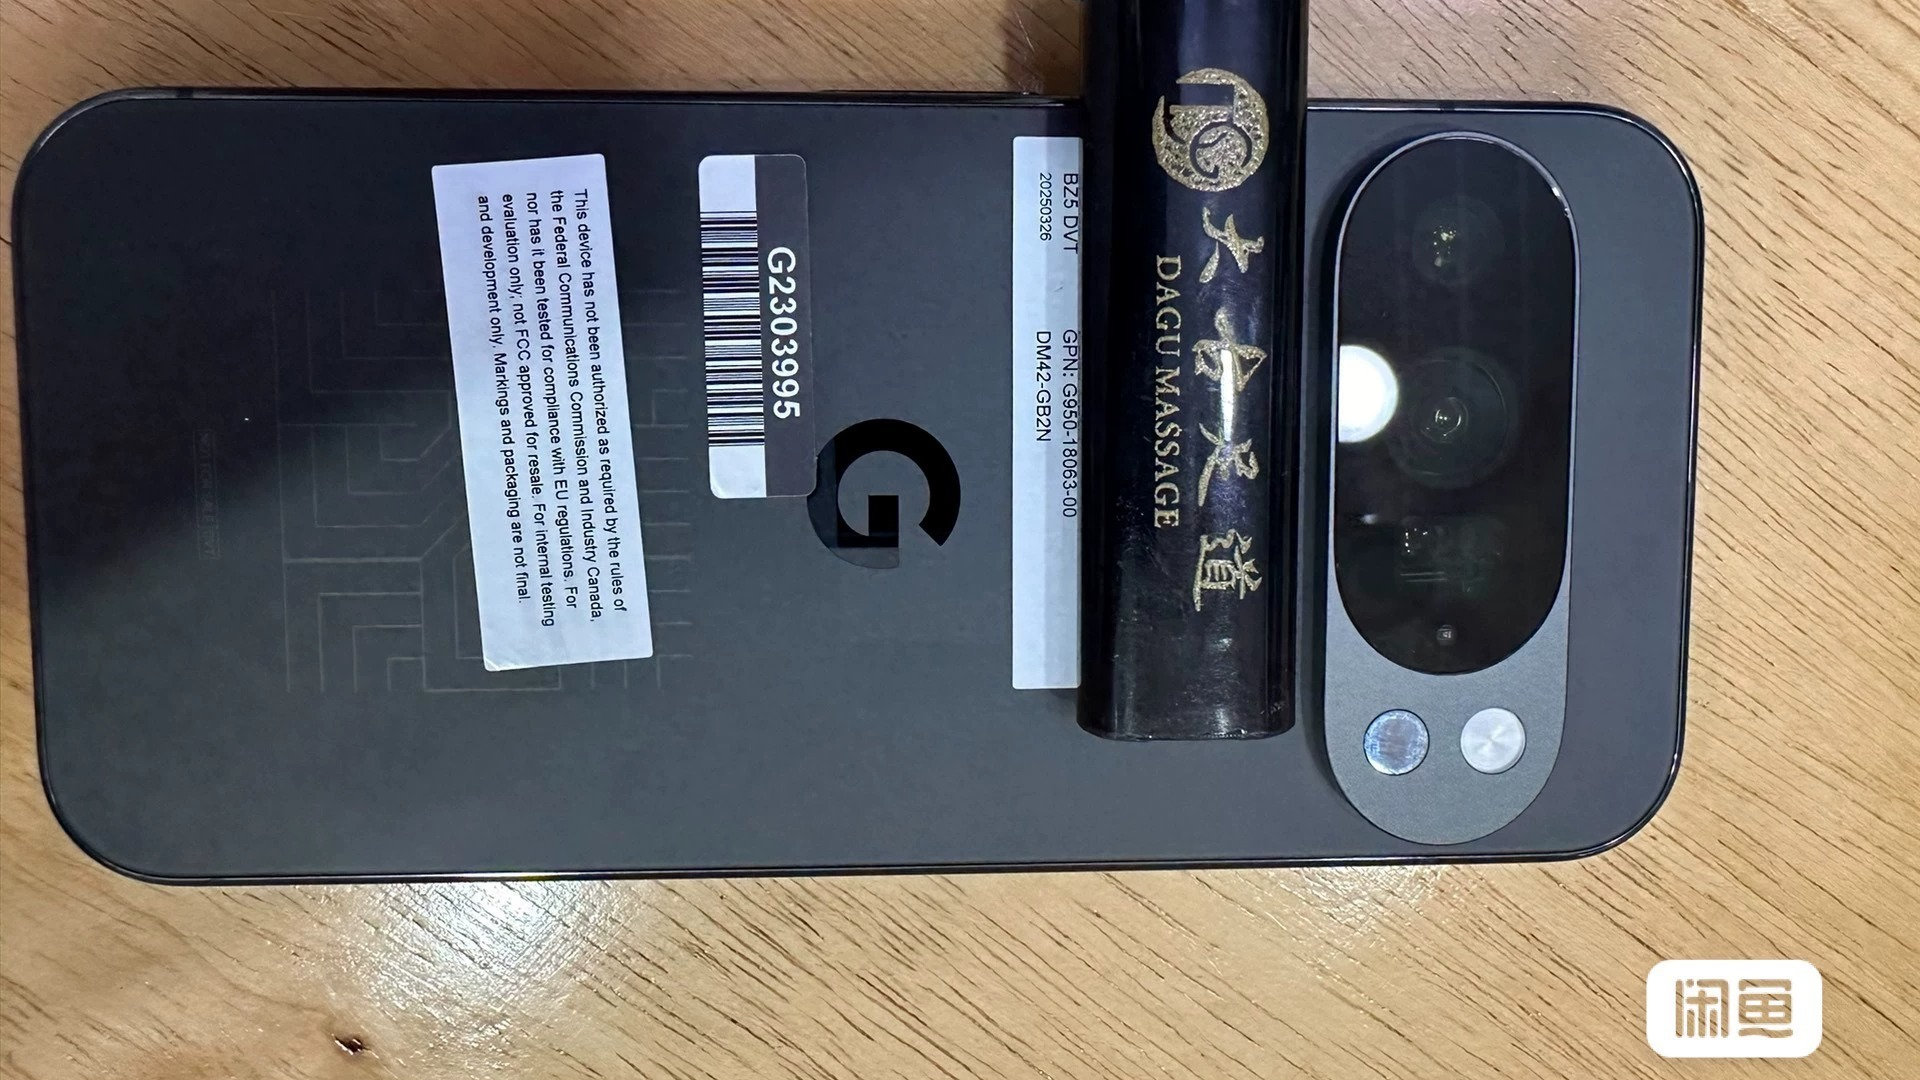 This device has not been authorized as required by the rules of
the Federal Communications Commission and Industry Canada,
nor has it been tested for compliance with EU regulations. For
evaluation only; not FCC approved for resale. For internal testing
and development only. Markings and packaging are not final.
G2303995
G
BZ5 DVT GPN: G950-18063-00
20250326 DM42-GB2N
大古足道
DAGU MASSAGE
闲鱼